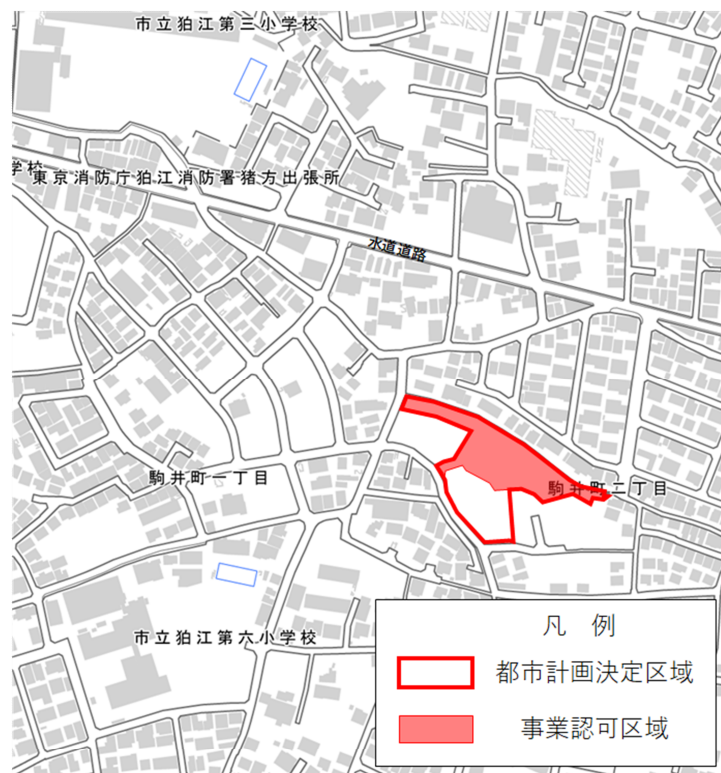 市立狛江第三小学校
学校
東京消防庁狛江消防署猪方出張所
水道道路
駒井町一丁目
駒井町二丁目
市立狛江第六小学校
凡 例
都市計画決定区域
事業認可区域